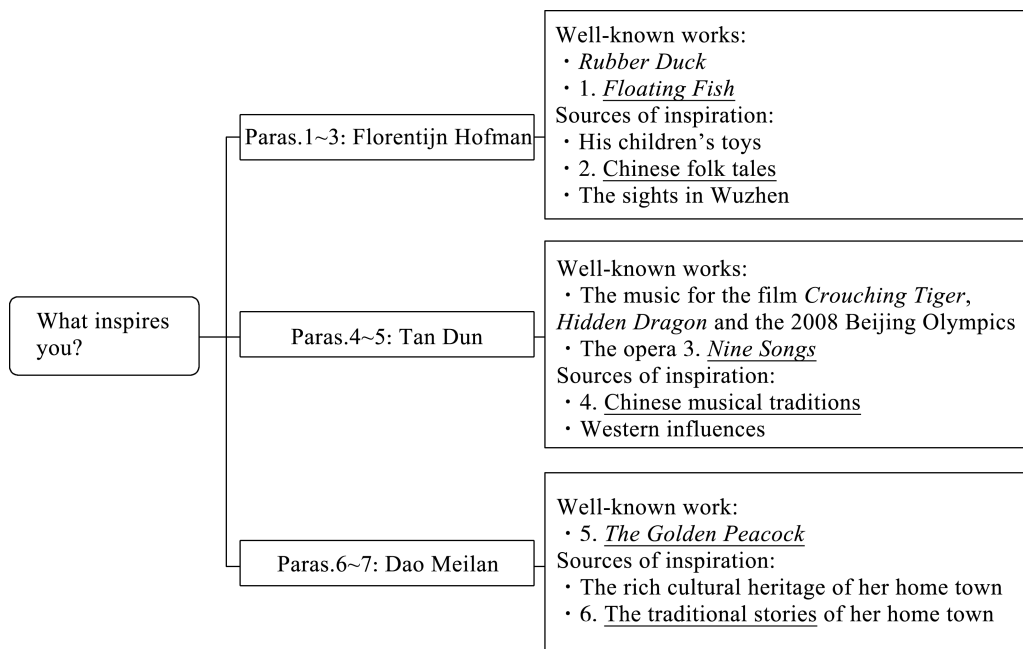 What inspires
you?
Paras.1~3: Florentijn Hofman
Well-known works:
· Rubber Duck
· 1. Floating Fish
Sources of inspiration:
· His children's toys
· 2. Chinese folk tales
· The sights in Wuzhen
Paras.4~5: Tan Dun
Well-known works:
· The music for the film Crouching Tiger,
Hidden Dragon and the 2008 Beijing Olympics
· The opera 3. Nine Songs
Sources of inspiration:
· 4. Chinese musical traditions
· Western influences
Paras.6~7: Dao Meilan
Well-known work:
· 5. The Golden Peacock
Sources of inspiration:
· The rich cultural heritage of her home town
· 6. The traditional stories of her home town